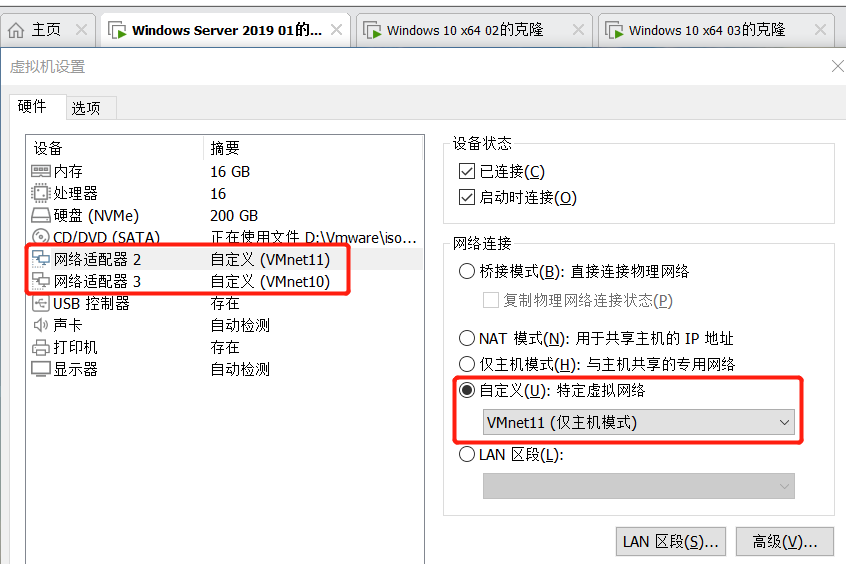 主页
Windows Server 2019 01的...
Windows 10 x64 02的克隆
Windows 10 x64 03的克隆
虚拟机设置
硬件
选项
设备
摘要
内存
16 GB
处理器
16
硬盘 (NVMe)
200 GB
CD/DVD (SATA)
正在使用文件 D:\Vmware\iso...
网络适配器 2
自定义 (VMnet11)
网络适配器 3
自定义 (VMnet10)
USB 控制器
存在
声卡
自动检测
打印机
存在
显示器
自动检测
设备状态
已连接(C)
启动时连接(O)
网络连接
桥接模式(B): 直接连接物理网络
复制物理网络连接状态(P)
NAT 模式(N): 用于共享主机的 IP 地址
仅主机模式(H): 与主机共享的专用网络
自定义(U): 特定虚拟网络
VMnet11 (仅主机模式)
LAN 区段(L):
LAN 区段(S)...
高级(V)...